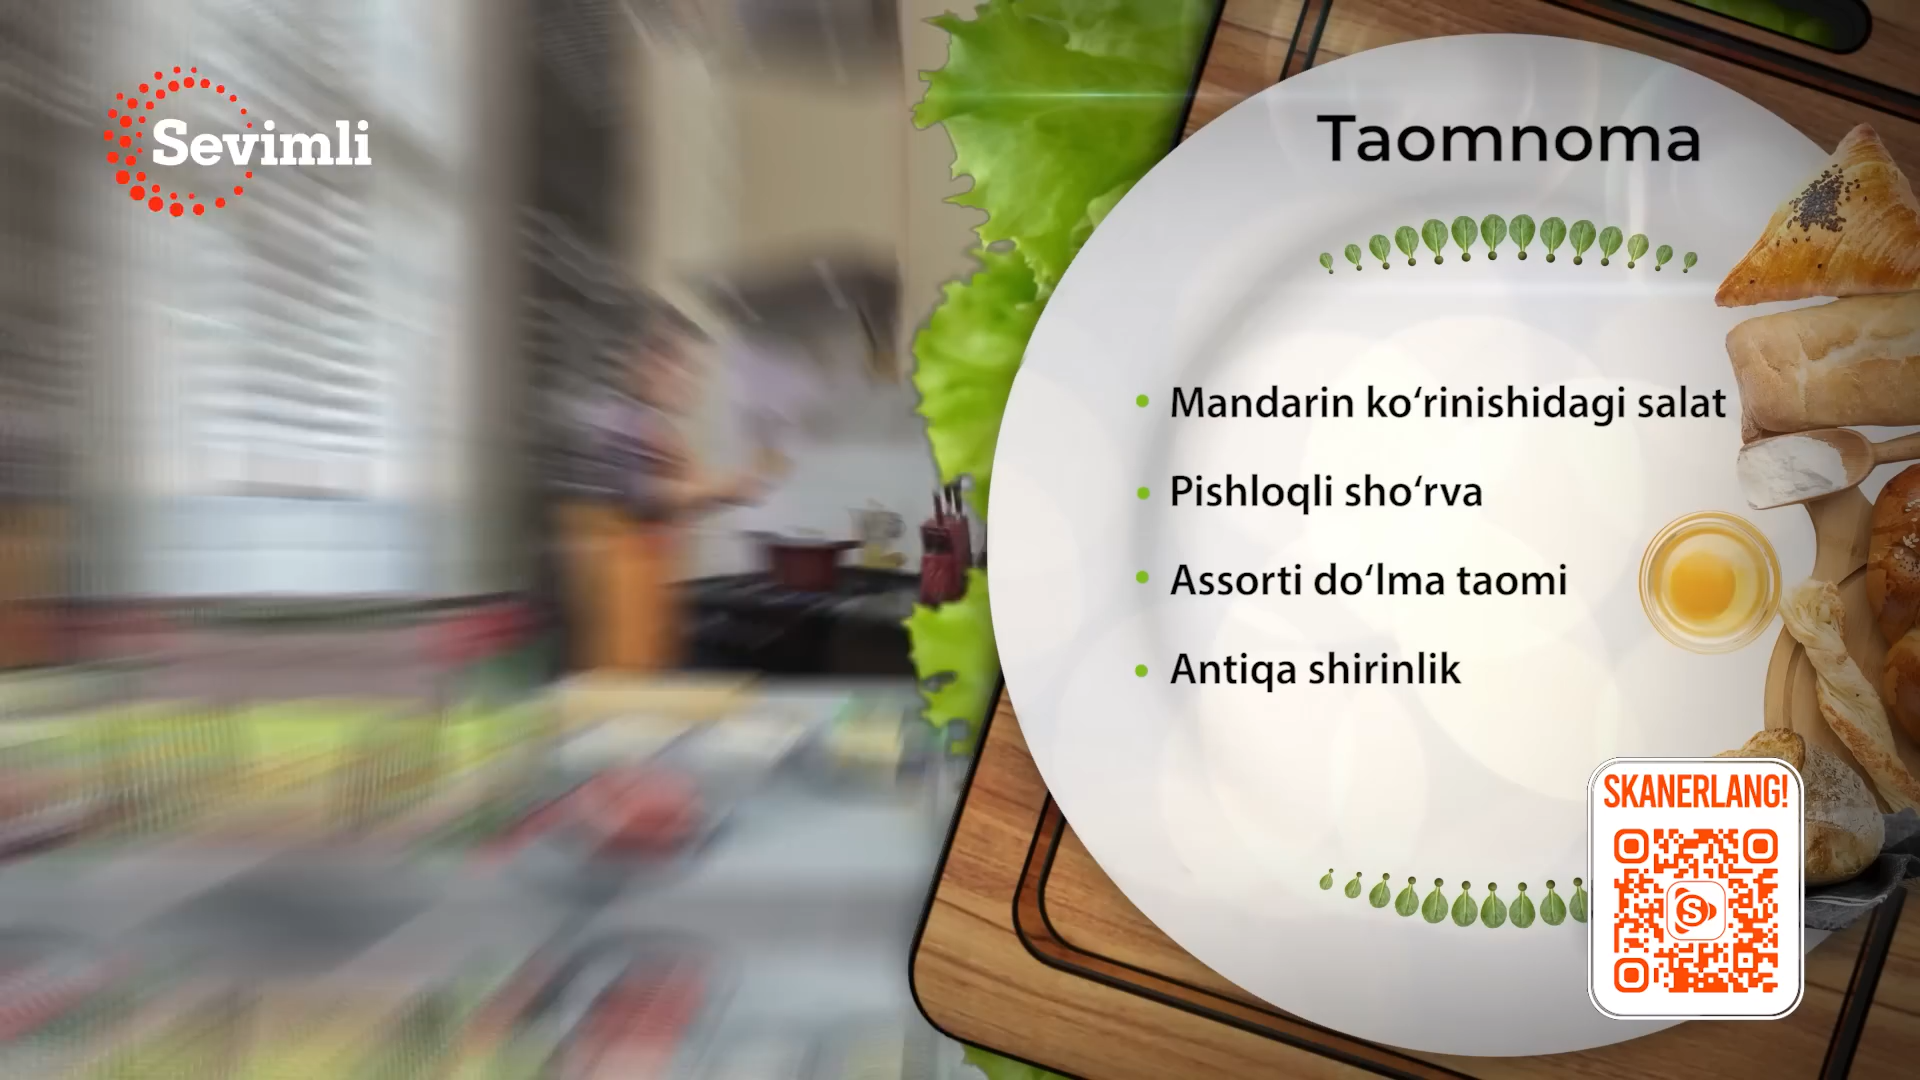 Sevimli
Taomnoma
• Mandarin ko‘rinishidagi salat
• Pishloqli sho‘rva
• Assorti do‘lma taomi
• Antiqa shirinlik
SKANERLANG!
S